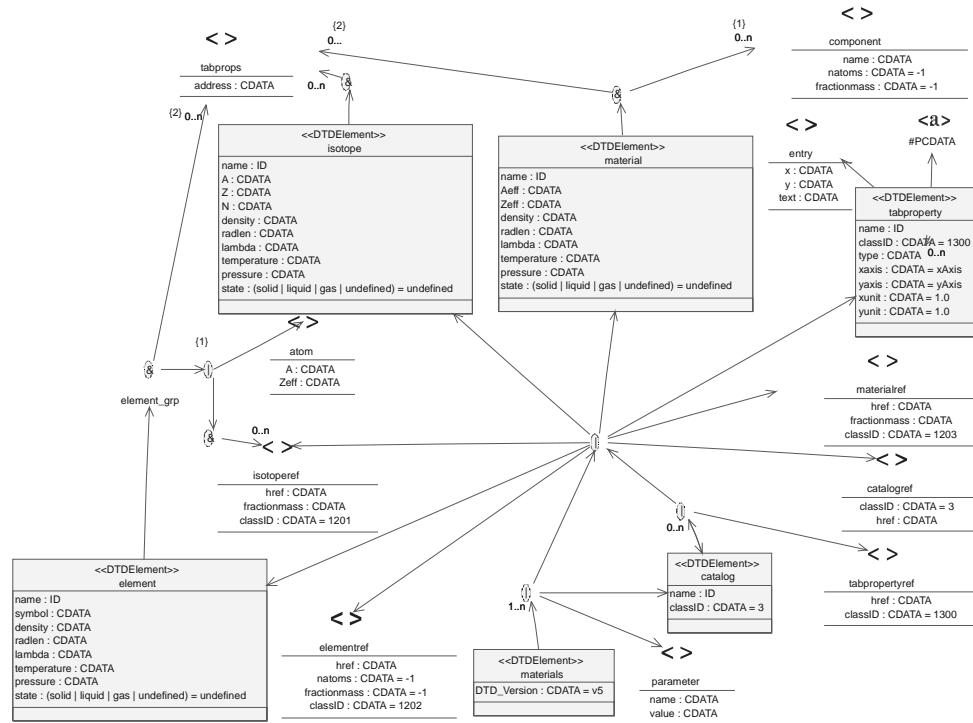 {2}
0...
< >
tabprops
address : CDATA
0..n
&
{2} 0..n
{1}
0..n
< >
component
name : CDATA
natoms : CDATA = -1
fractionmass : CDATA = -1
&
<<DTDElement>>
isotope
name : ID
A : CDATA
Z : CDATA
N : CDATA
density : CDATA
radlen : CDATA
lambda : CDATA
temperature : CDATA
pressure : CDATA
state : (solid | liquid | gas | undefined) = undefined
<<DTDElement>>
material
name : ID
Aeff : CDATA
Zeff : CDATA
density : CDATA
radlen : CDATA
lambda : CDATA
temperature : CDATA
pressure : CDATA
state : (solid | liquid | gas | undefined) = undefined
< >
entry
x : CDATA
y : CDATA
text : CDATA
<a>
#PCDATA
<<DTDElement>>
tabproperty
name : ID
classID : CDATA = 1300
type : CDATA
0..n
xaxis : CDATA = xAxis
yaxis : CDATA = yAxis
xunit : CDATA = 1.0
yunit : CDATA = 1.0
{1}
< >
atom
A : CDATA
Zeff : CDATA
&
|
element_grp
&
0..n
< >
isotoperef
href : CDATA
fractionmass : CDATA
classID : CDATA = 1201
|
< >
materialref
href : CDATA
fractionmass : CDATA
classID : CDATA = 1203
< >
catalogref
classID : CDATA = 3
href : CDATA
|
0..n
< >
tabpropertyref
href : CDATA
classID : CDATA = 1300
<<DTDElement>>
catalog
name : ID
classID : CDATA = 3
<<DTDElement>>
element
name : ID
symbol : CDATA
density : CDATA
radlen : CDATA
lambda : CDATA
temperature : CDATA
pressure : CDATA
state : (solid | liquid | gas | undefined) = undefined
< >
elementref
href : CDATA
natoms : CDATA = -1
fractionmass : CDATA = -1
classID : CDATA = 1202
|
1..n
<<DTDElement>>
materials
DTD_Version : CDATA = v5
< >
parameter
name : CDATA
value : CDATA